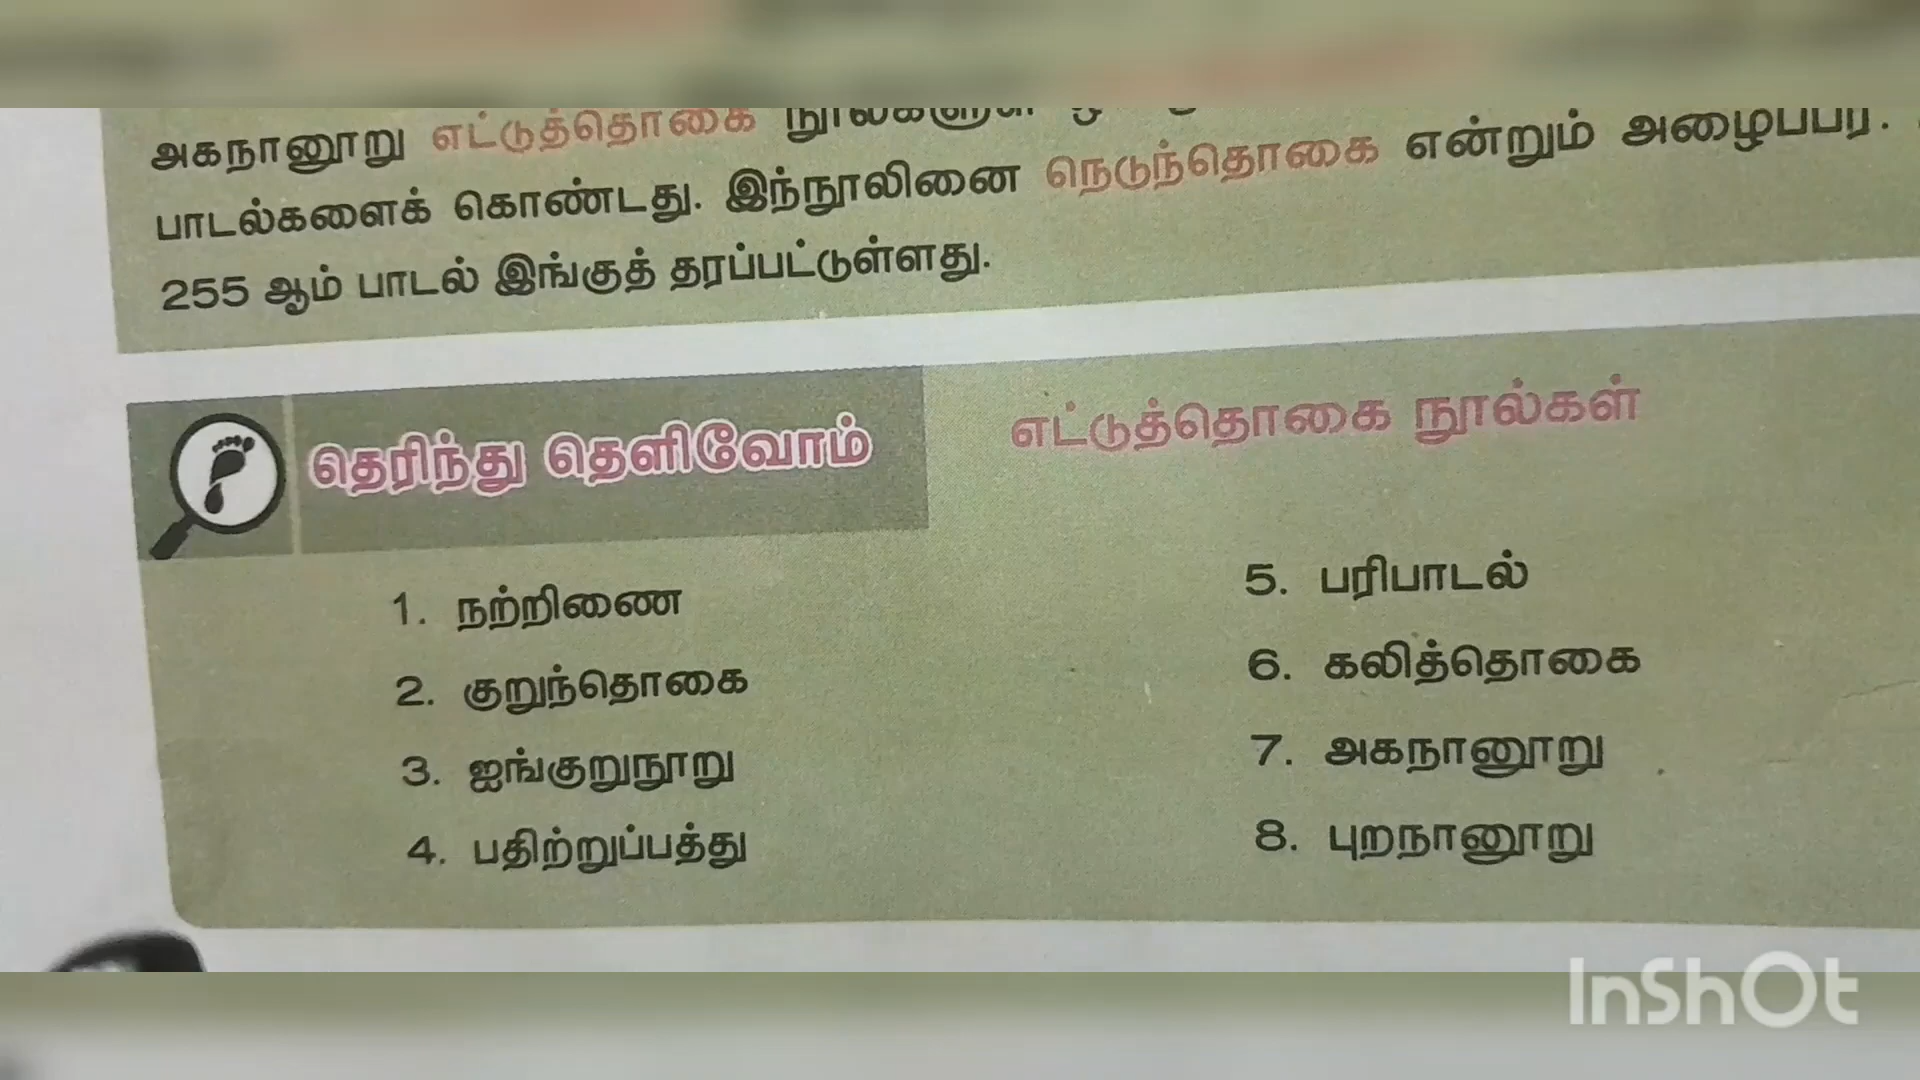 அகநானூறு எட்டுத்தொகை
பாடல்களைக் கொண்டது. இந்நூலினை நெடுந்தொகை என்றும்
255 ஆம் பாடல் இங்குத் தரப்பட்டுள்ளது.
தெரிந்து தெளிவோம்
எட்டுத்தொகை நூல்கள்
1. நற்றிணை
2. குறுந்தொகை
3. ஐங்குறுநூறு
4. பதிற்றுப்பத்து
5. பரிபாடல்
6. கலித்தொகை
7. அகநானூறு
8. புறநானூறு
InShOt